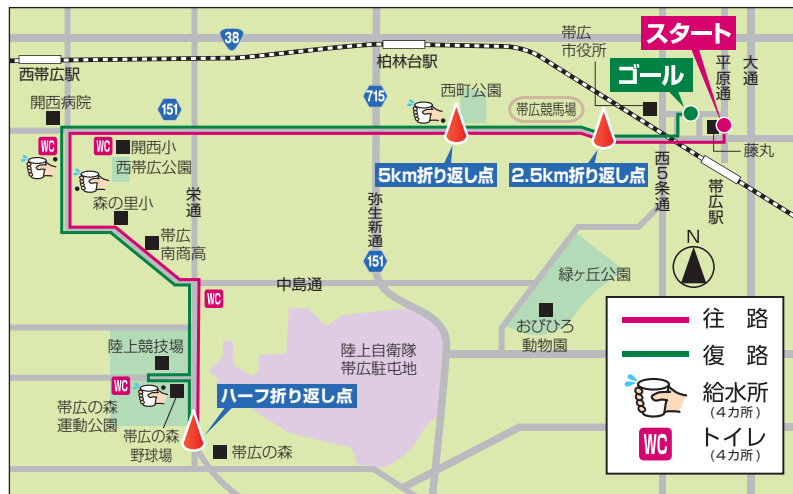 38
スタート
帯広
市役所
平原通
大通
西帯広駅
柏林台駅
ゴール
開西病院
151
715
西町公園
帯広競馬場
WC
WC
開西小
西帯広公園
5km折り返し点
2.5km折り返し点
藤丸
西5条通
帯広駅
森の里小
栄通
弥生新通
帯広
南商高
151
N
中島通
WC
緑ヶ丘公園
おびひろ
動物園
陸上自衛隊
帯広駐屯地
陸上競技場
WC
ハーフ折り返し点
帯広の森
運動公園
帯広の森
野球場
帯広の森
往路
復路
給水所
(4カ所)
WC
トイレ
(4カ所)